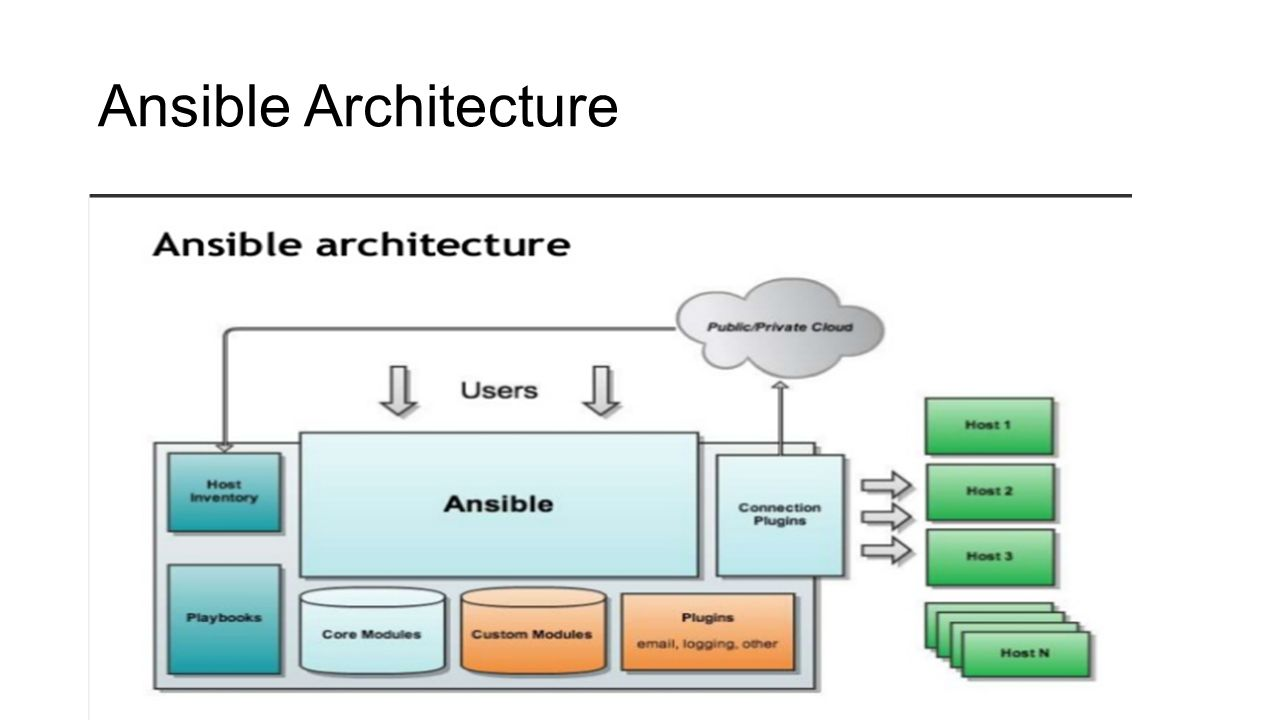 Ansible Architecture
Ansible architecture
Public/Private Cloud
Users
Host
Inventory
Ansible
Connection
Plugins
Host 1
Host 2
Host 3
Host N
Playbooks
Core Modules
Custom Modules
Plugins
email, logging, other